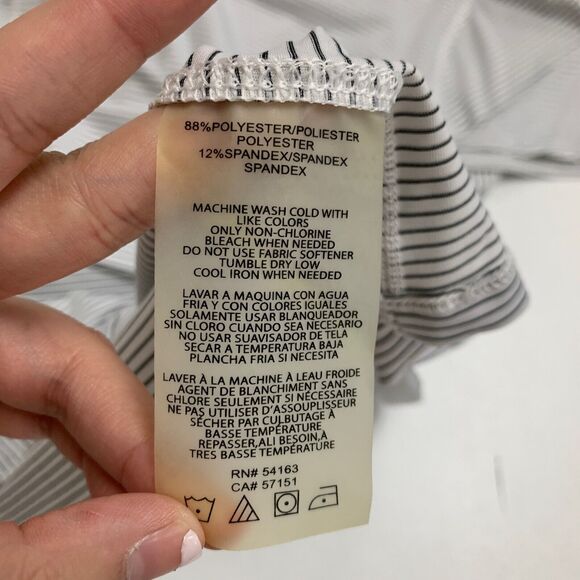 88%POLYESTER/POLIESTER
POLYESTER
12%SPANDEX/SPANDEX
SPANDEX
MACHINE WASH COLD WITH
LIKE COLORS
ONLY NON-CHLORINE
BLEACH WHEN NEEDED
DO NOT USE FABRIC SOFTENER
TUMBLE DRY LOW
COOL IRON WHEN NEEDED
LAVAR A MAQUINA CON AGUA
FRIA Y CON COLORES IGUALES
SOLAMENTE USAR BLANQUEADOR
SIN CLORO CUANDO SEA NECESARIO
NO USAR SUAVISADOR DE TELA
SECAR A TEMPERATURA BAJA
PLANCHA FRIA SI NECESITA
LAVER À LA MACHINE À LEAU FROIDE
AGENT DE BLANCHIMENT SANS
CHLORE SEULEMENT SI NÉCESSAIRE
NE PAS UTILISER D'ASSOUPLISSEUR
SÉCHER PAR CULBUTAGE À
BASSE TEMPÉRATURE
REPASSER,ALI BESOIN,À
TRES BASSE TEMPÉRATURE
RN# 54163
CA# 57151